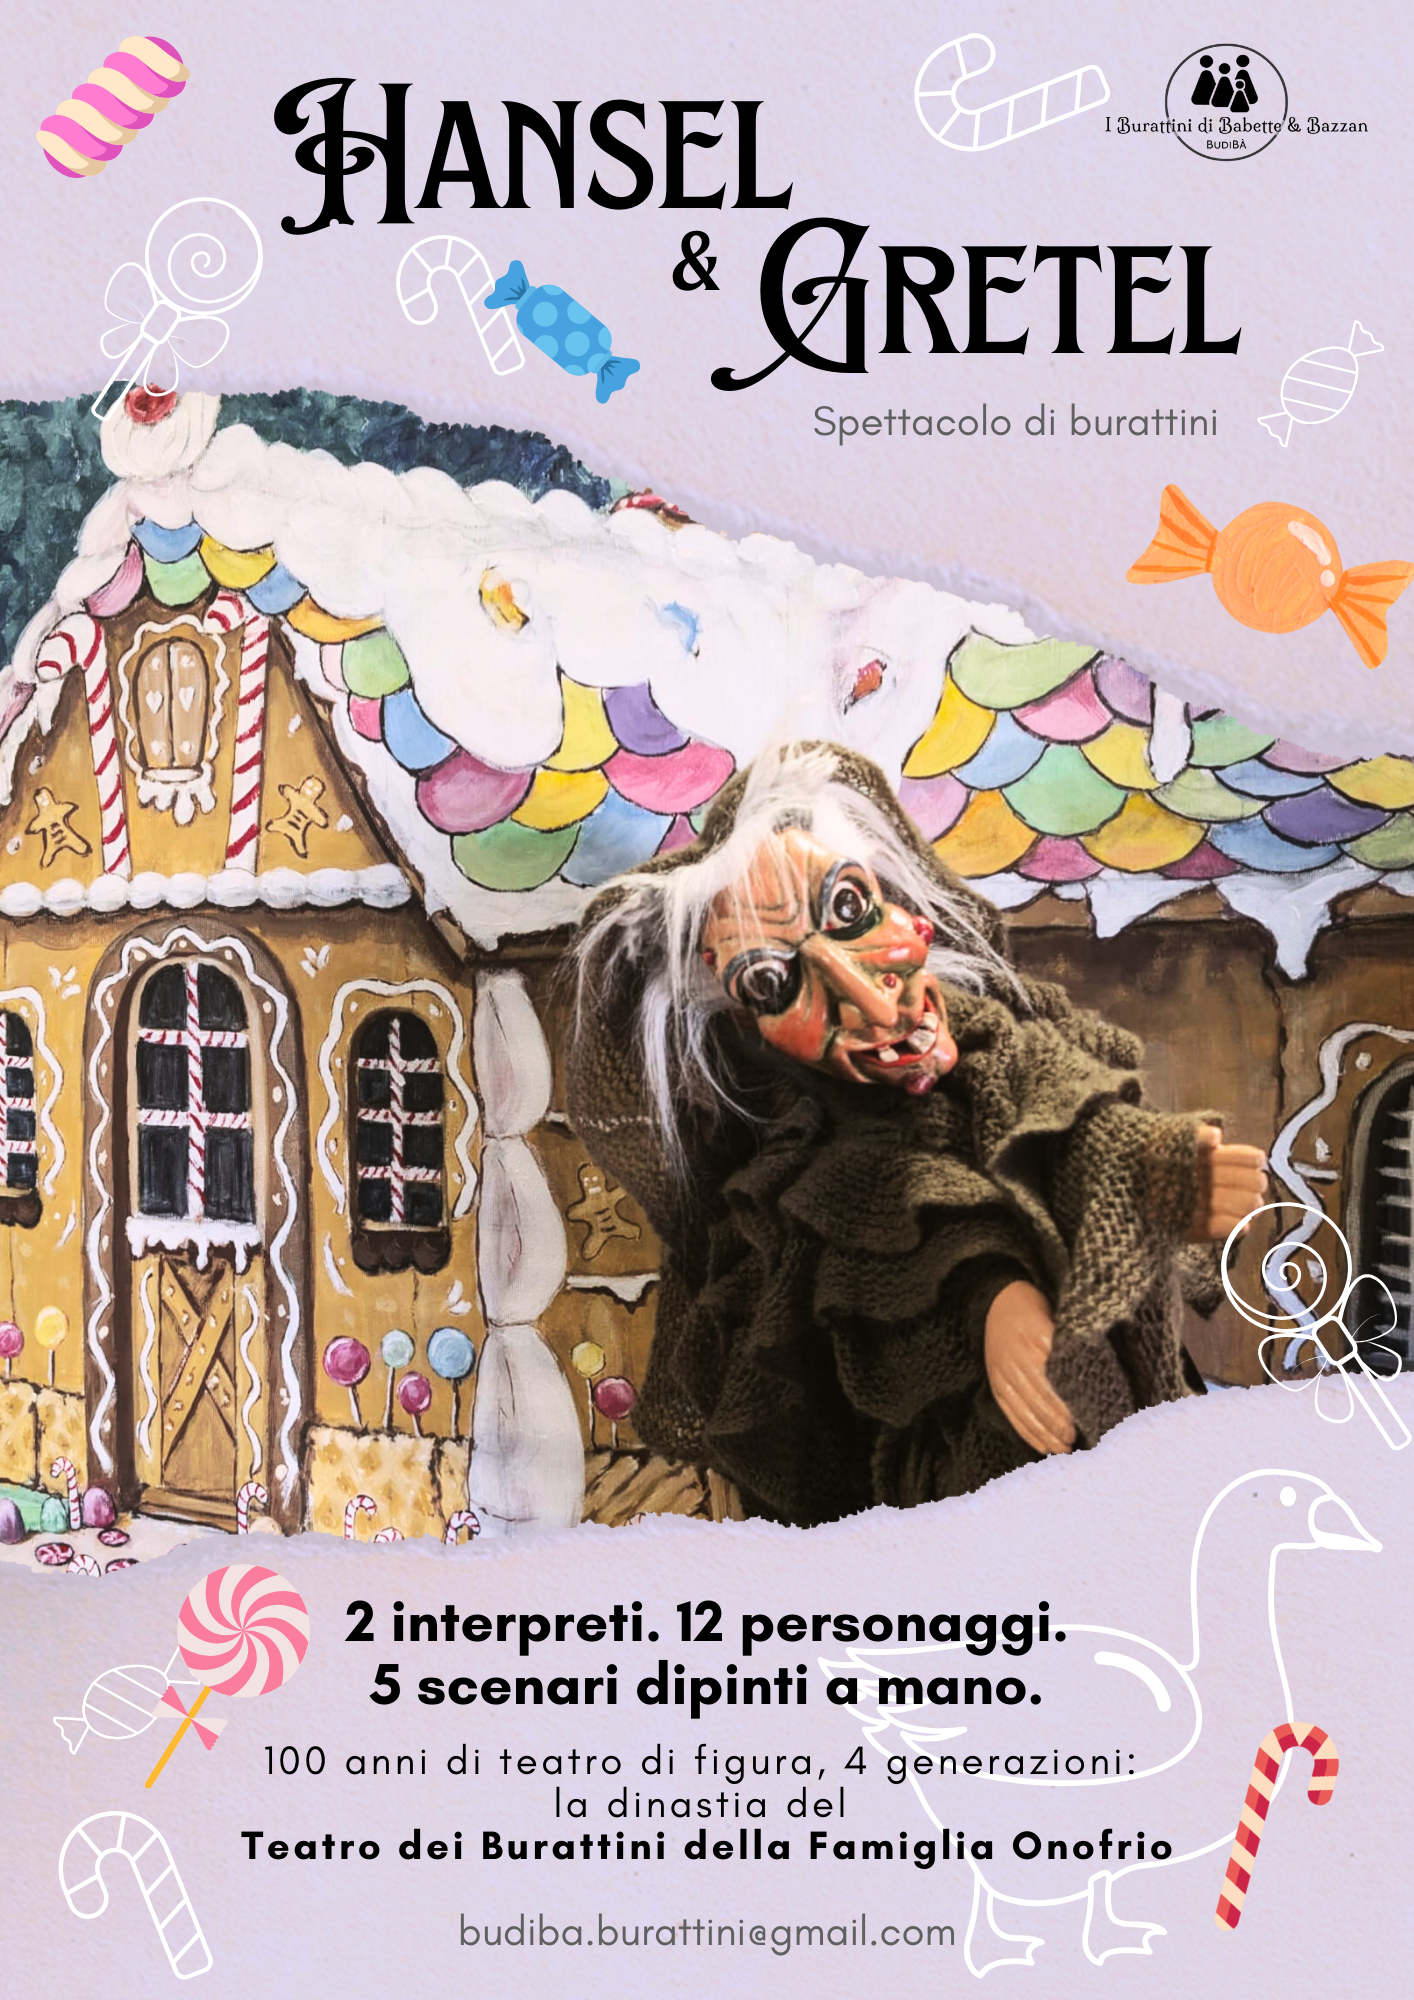 HANSEL
& GRETEL
I Burattini di Babette & Bazzan
BUDIBÀ
Spettacolo di burattini
2 interpreti. 12 personaggi.
5 scenari dipinti a mano.
100 anni di teatro di figura, 4 generazioni:
la dinastia del
Teatro dei Burattini della Famiglia Onofrio
budiba.burattini@gmail.com